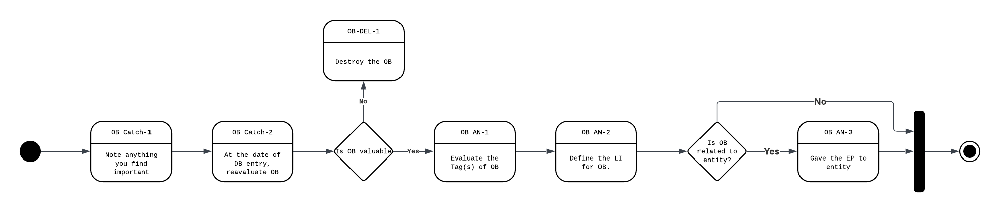 OB-DEL-1
Destroy the OB
No
OB Catch-1
Note anything
you find
important
OB Catch-2
At the date of
DB entry,
reavaluate OB
Is OB valuable
Yes
OB AN-1
Evaluate the
Tag(s) of OB
OB AN-2
Define the LI
for OB.
Is OB
related to
entity?
No
Yes
OB AN-3
Gave the EP to
entity